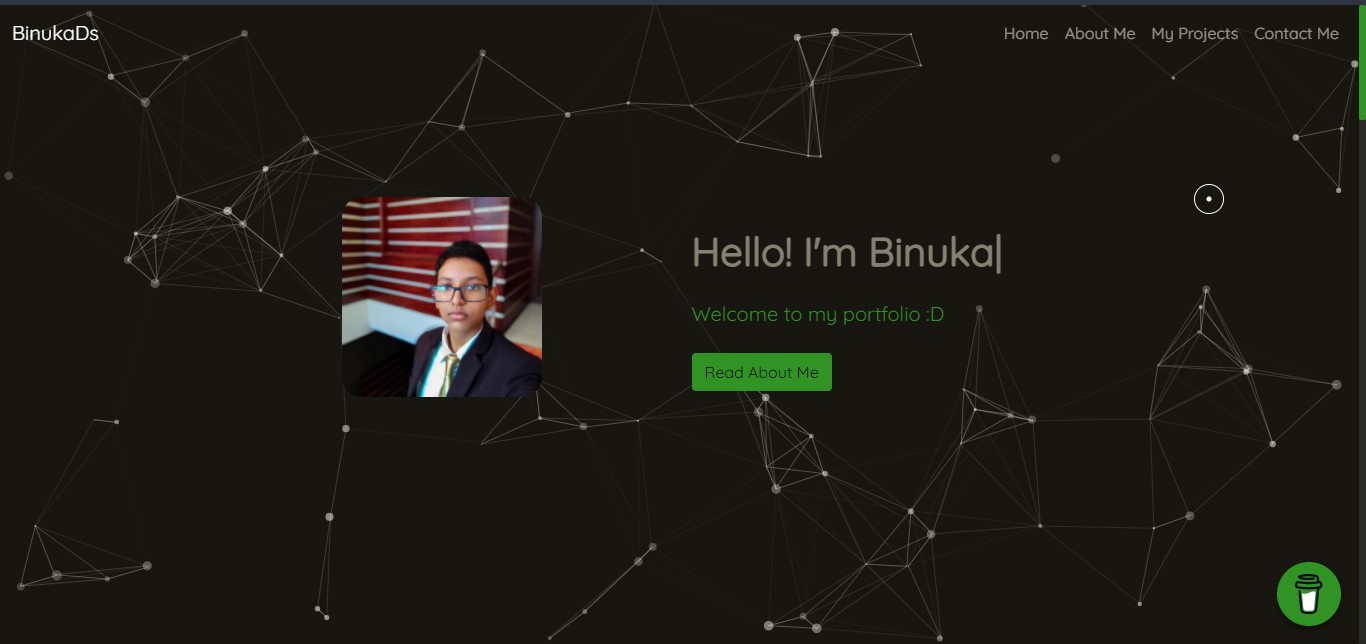 BinukaDs
Home About Me My Projects Contact Me
Hello! I'm Binuka|
Welcome to my portfolio :D
Read About Me